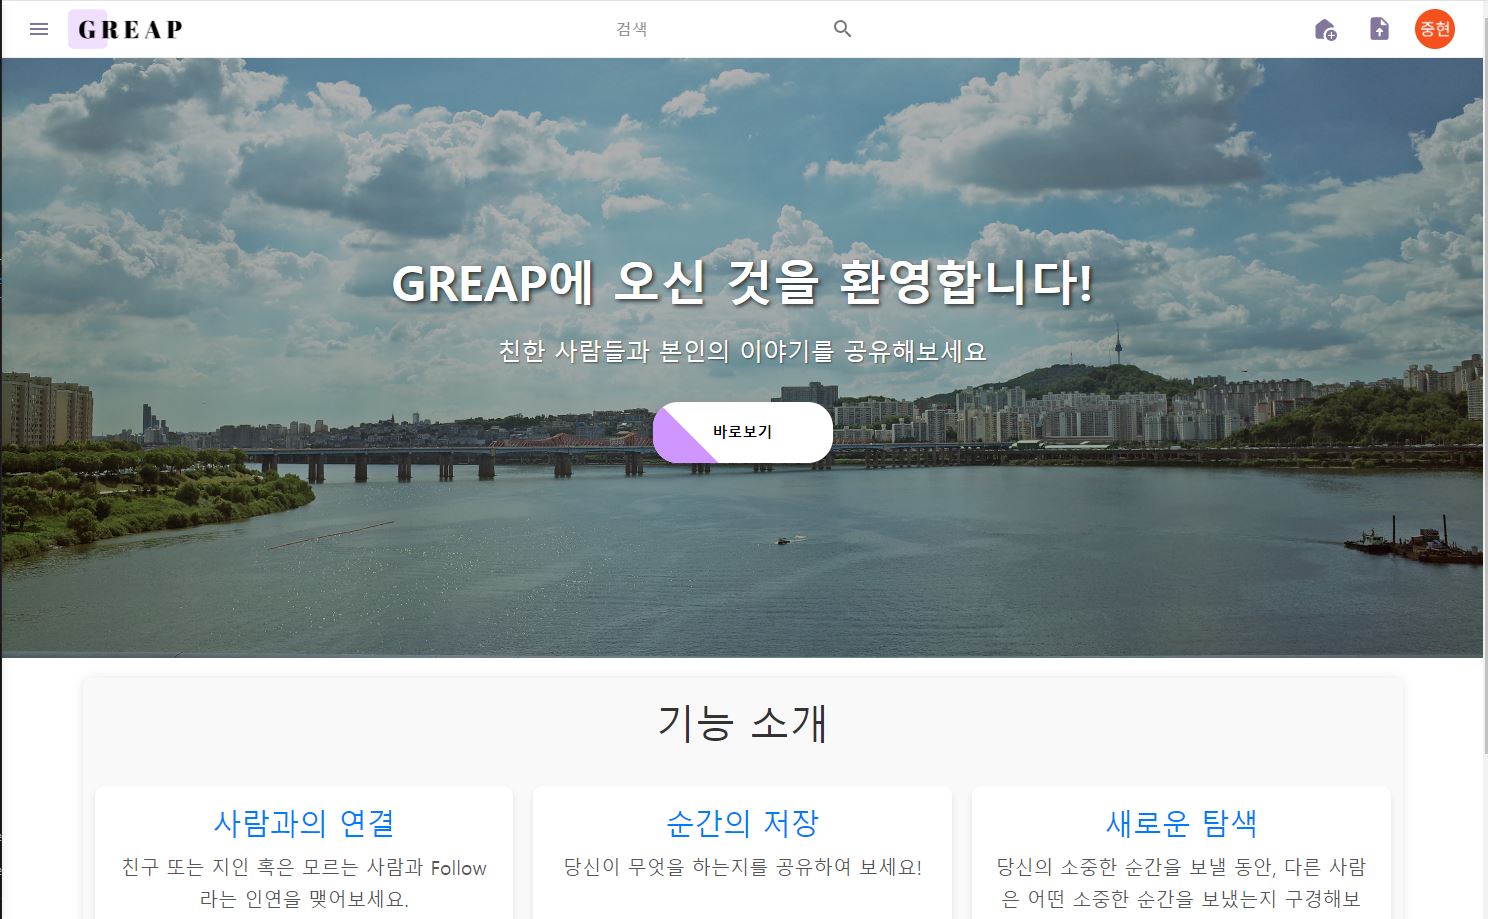 GREAP
검색
중현
GREAP에 오신 것을 환영합니다!
친한 사람들과 본인의 이야기를 공유해보세요
바로보기
기능 소개
사람과의 연결
친구 또는 지인 혹은 모르는 사람과 Follow
라는 인연을 맺어보세요.
순간의 저장
당신이 무엇을 하는지를 공유하여 보세요!
새로운 탐색
당신의 소중한 순간을 보낼 동안, 다른 사람
은 어떤 소중한 순간을 보냈는지 구경해보